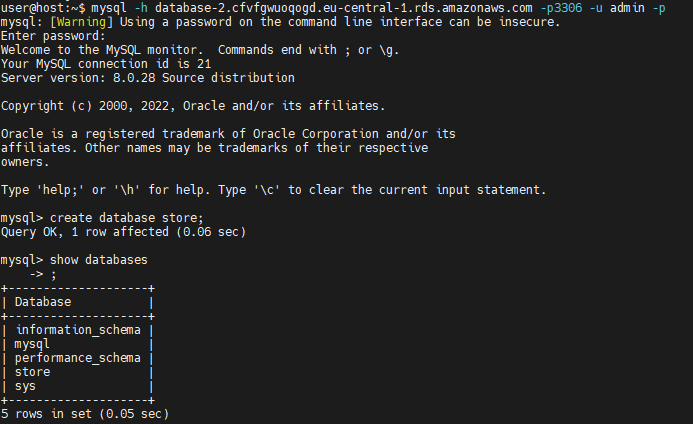 user@host:~$ mysql -h database-2.cfvfgwuoqogd.eu-central-1.rds.amazonaws.com -p3306 -u admin -p
mysql: [Warning] Using a password on the command line interface can be insecure.
Enter password:
Welcome to the MySQL monitor.  Commands end with ; or \g.
Your MySQL connection id is 21
Server version: 8.0.28 Source distribution

Copyright (c) 2000, 2022, Oracle and/or its affiliates.

Oracle is a registered trademark of Oracle Corporation and/or its
affiliates. Other names may be trademarks of their respective
owners.

Type 'help;' or '\h' for help. Type '\c' to clear the current input statement.

mysql> create database store;
Query OK, 1 row affected (0.06 sec)

mysql> show databases
    -> ;
+--------------------+
| Database           |
+--------------------+
| information_schema |
| mysql              |
| performance_schema |
| store              |
| sys                |
+--------------------+
5 rows in set (0.05 sec)